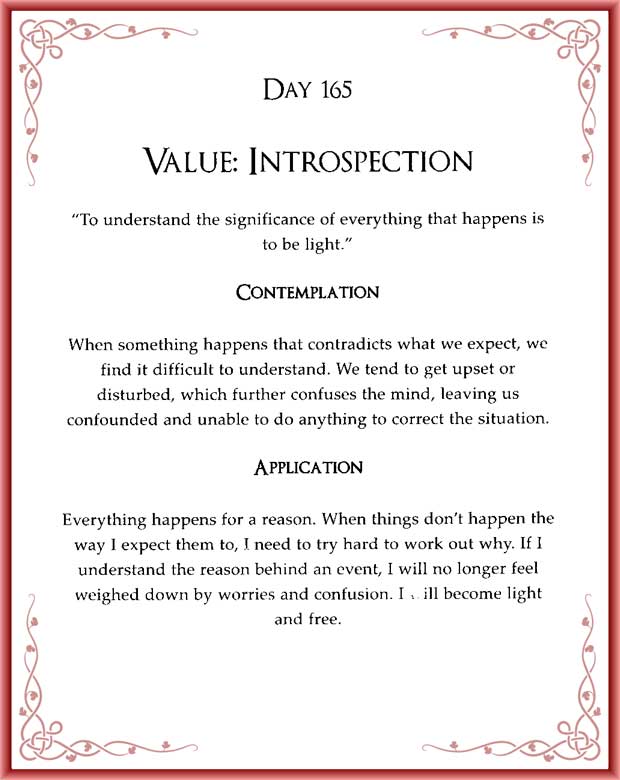 DAY 165
VALUE: INTROSPECTION
“To understand the significance of everything that happens is
to be light.”
CONTEMPLATION
When something happens that contradicts what we expect, we
find it difficult to understand. We tend to get upset or
disturbed, which further confuses the mind, leaving us
confounded and unable to do anything to correct the situation.
APPLICATION
Everything happens for a reason. When things don’t happen the
way I expect them to, I need to try hard to work out why. If I
understand the reason behind an event, I will no longer feel
weighed down by worries and confusion. I ill become light
and free.